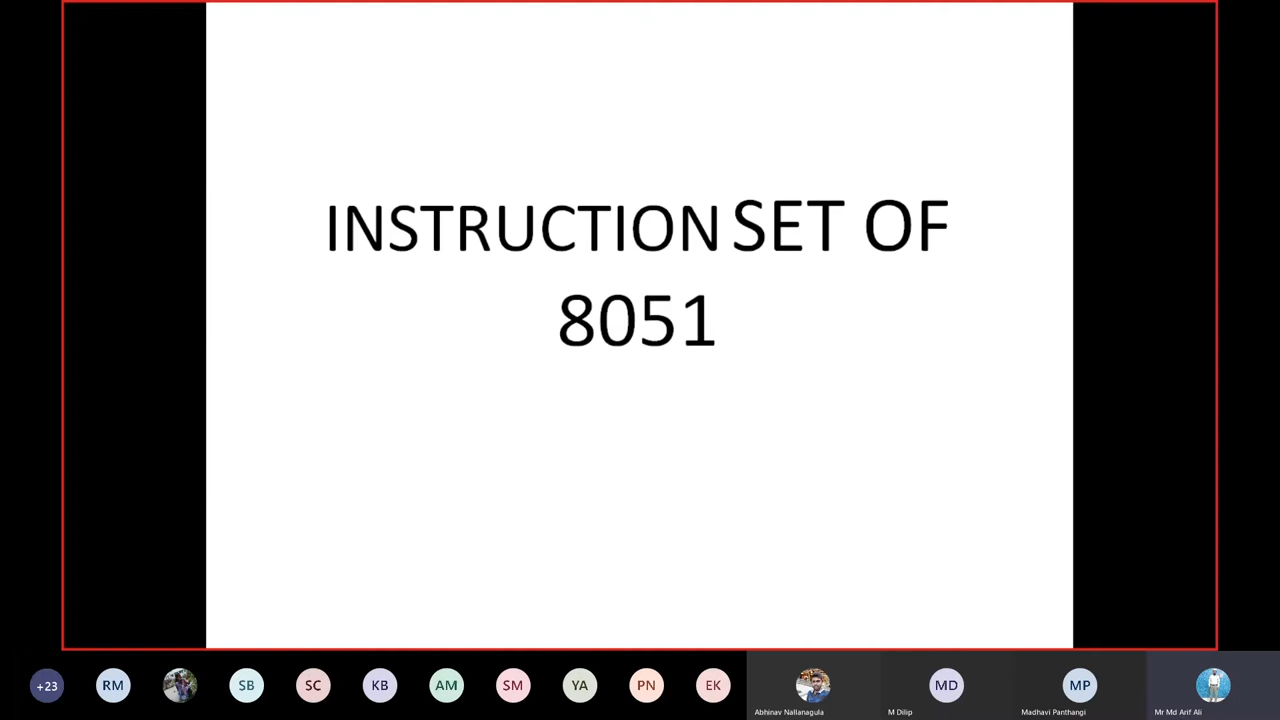 INSTRUCTION SET OF
8051
+23
RM
SB
SC
KB
AM
SM
YA
PN
EK
MD
MP
Abhinav Nallanagula
M Dilip
Madhavi Panthangi
Mr Md Arif Ali